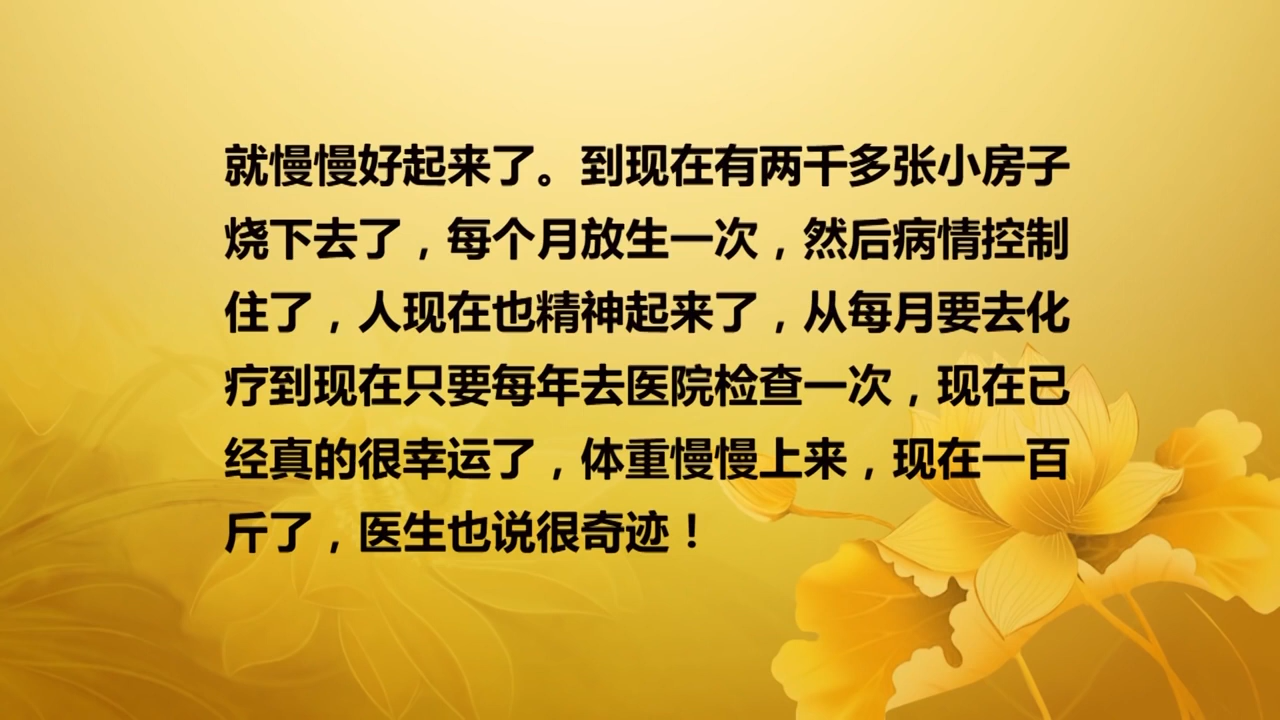 就慢慢好起来了。到现在有两千多张小房子
烧下去了，每个月放生一次，然后病情控制
住了，人现在也精神起来了，从每月要去化
疗到现在只要每年去医院检查一次，现在已
经真的很幸运了，体重慢慢上来，现在一百
斤了，医生也说很奇迹！